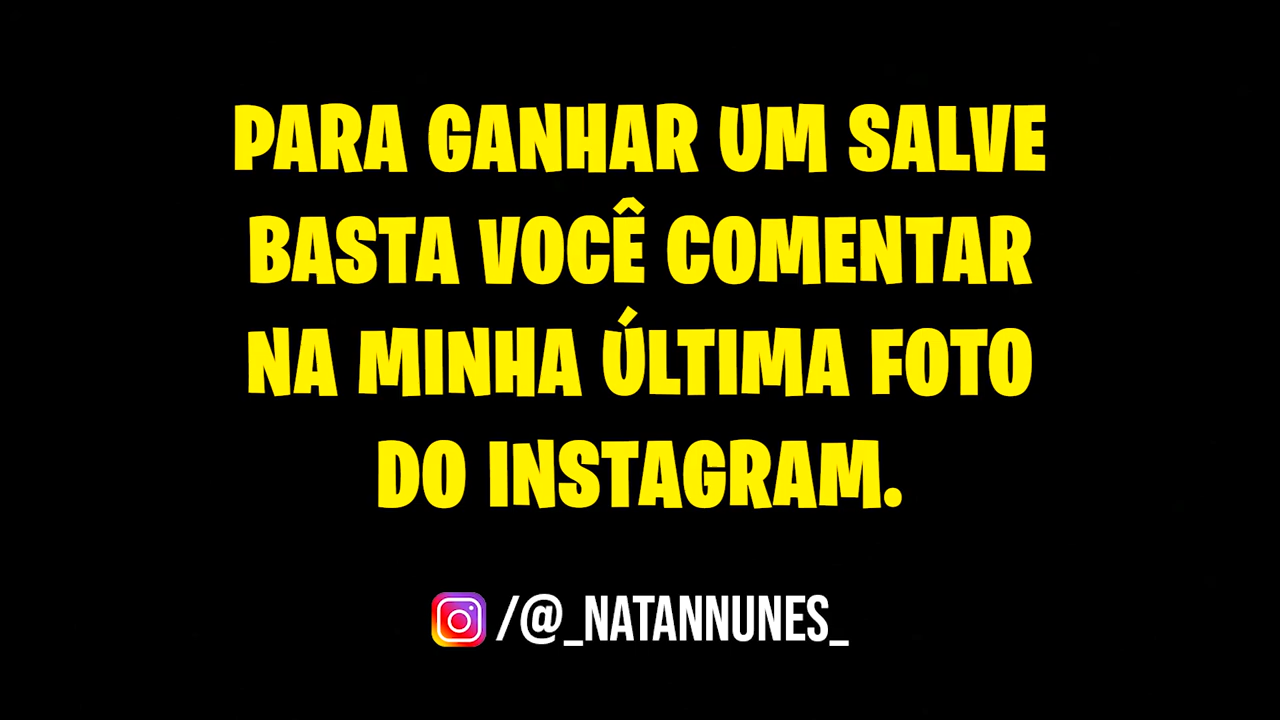 PARA GANHAR UM SALVE
BASTA VOCÊ COMENTAR
NA MINHA ÚLTIMA FOTO
DO INSTAGRAM.
/@_NATANNUNES_